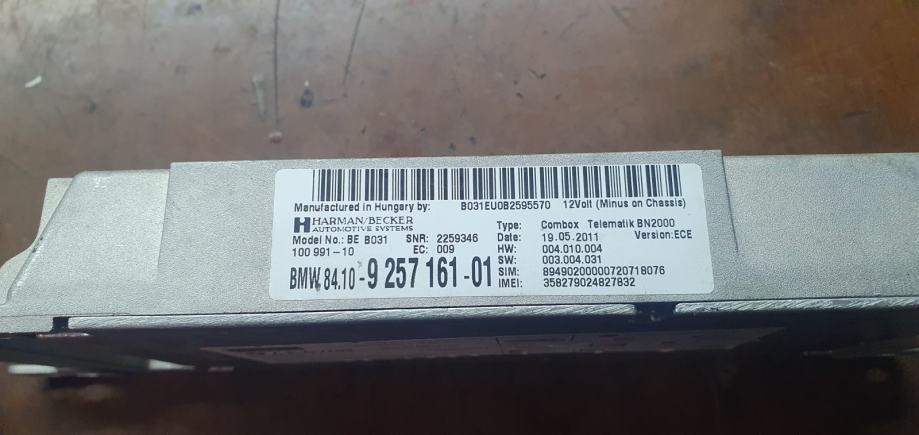 Manufactured in Hungary by: B031EU0B2595570 12Volt (Minus on Chassis)
HARMAN/BECKER
AUTOMOTIVE SYSTEMS
Model No.: BE B031 SNR: 2259346
100 991-10 EC: 009
BMW 84.10-9 257 161-01
Type: Combox Telematik BN2000
Date: 19.05.2011 Version:ECE
HW: 004.010.004
SW: 003.004.031
SIM: 89490200000720718076
IMEI: 358279024827832